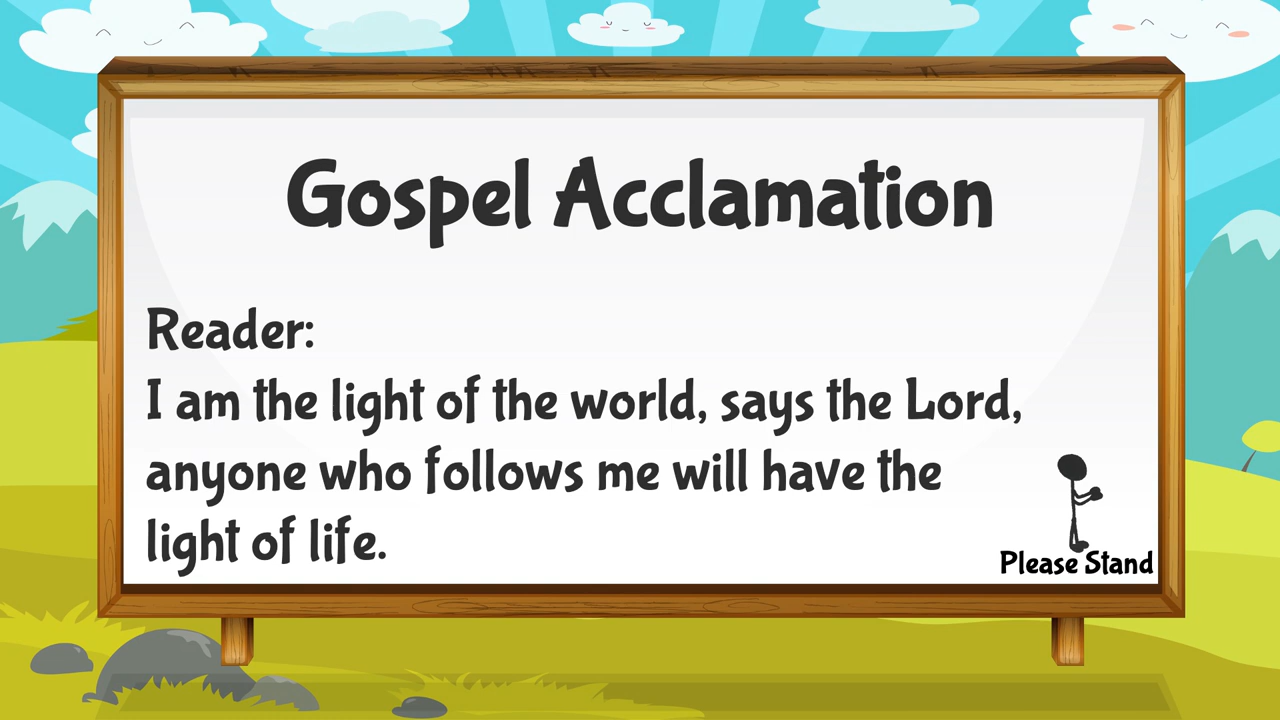 Gospel Acclamation
Reader:
I am the light of the world, says the Lord,
anyone who follows me will have the
light of life.
Please Stand